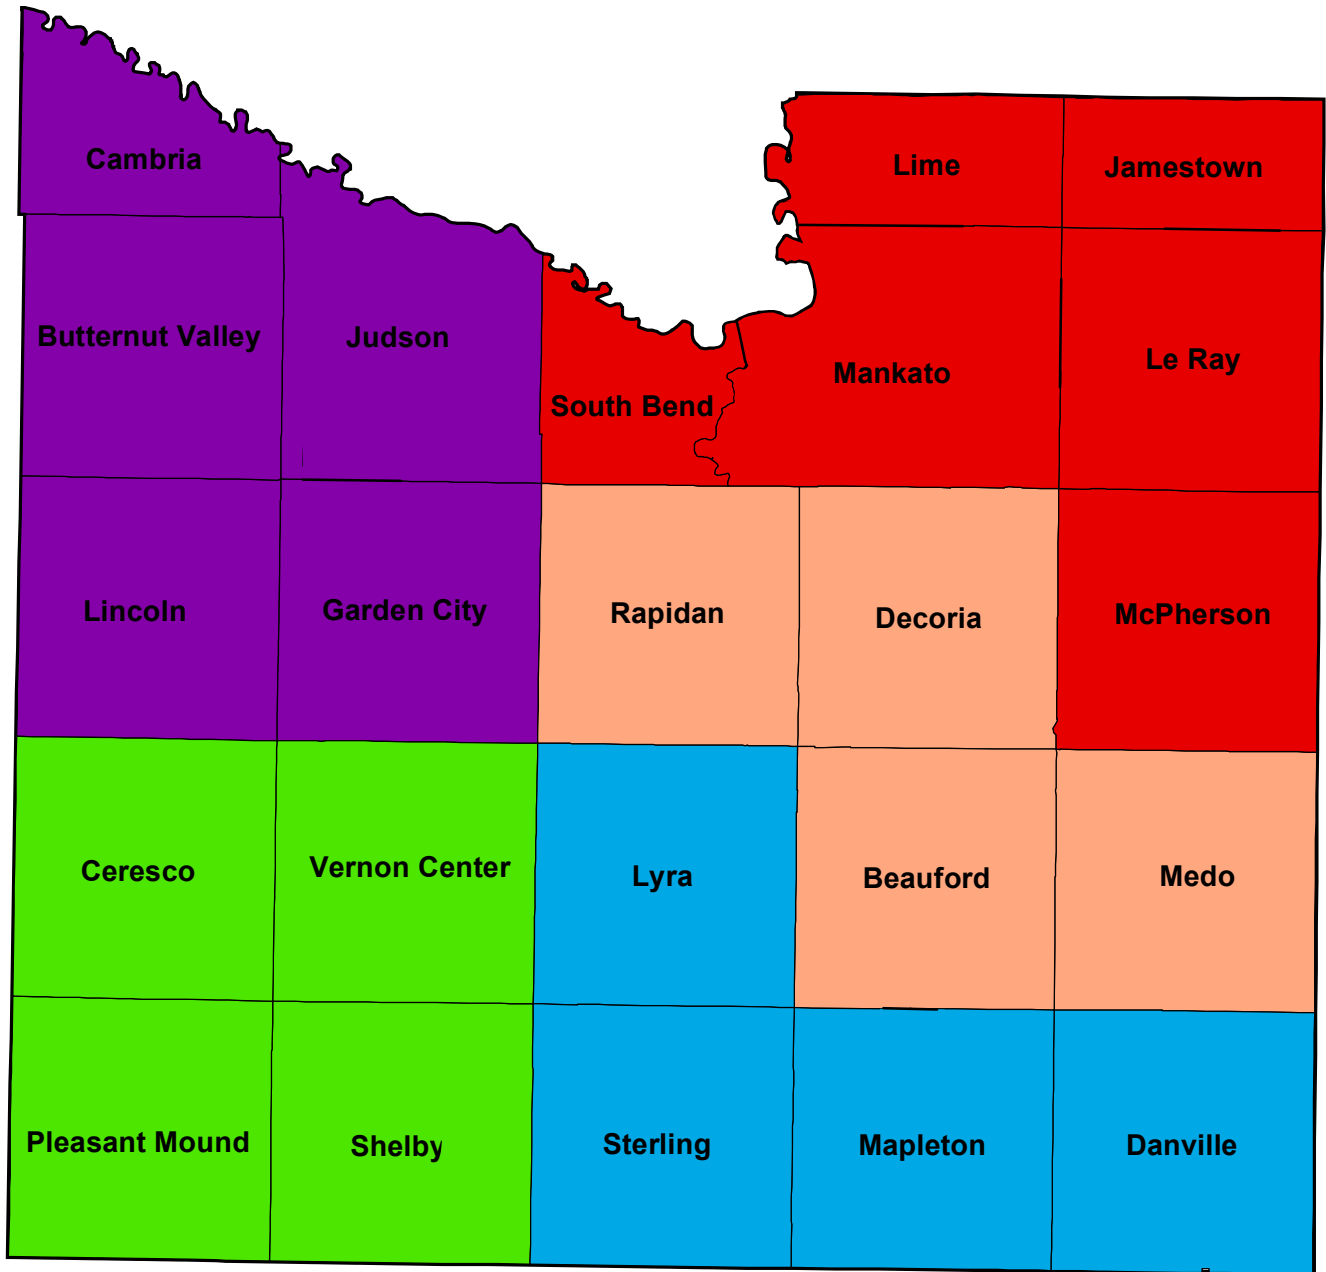 Cambria
Lime
Jamestown
Butternut Valley
Judson
South Bend
Mankato
Le Ray
Lincoln
Garden City
Rapidan
Decoria
McPherson
Ceresco
Vernon Center
Lyra
Beauford
Medo
Pleasant Mound
Shelby
Sterling
Mapleton
Danville